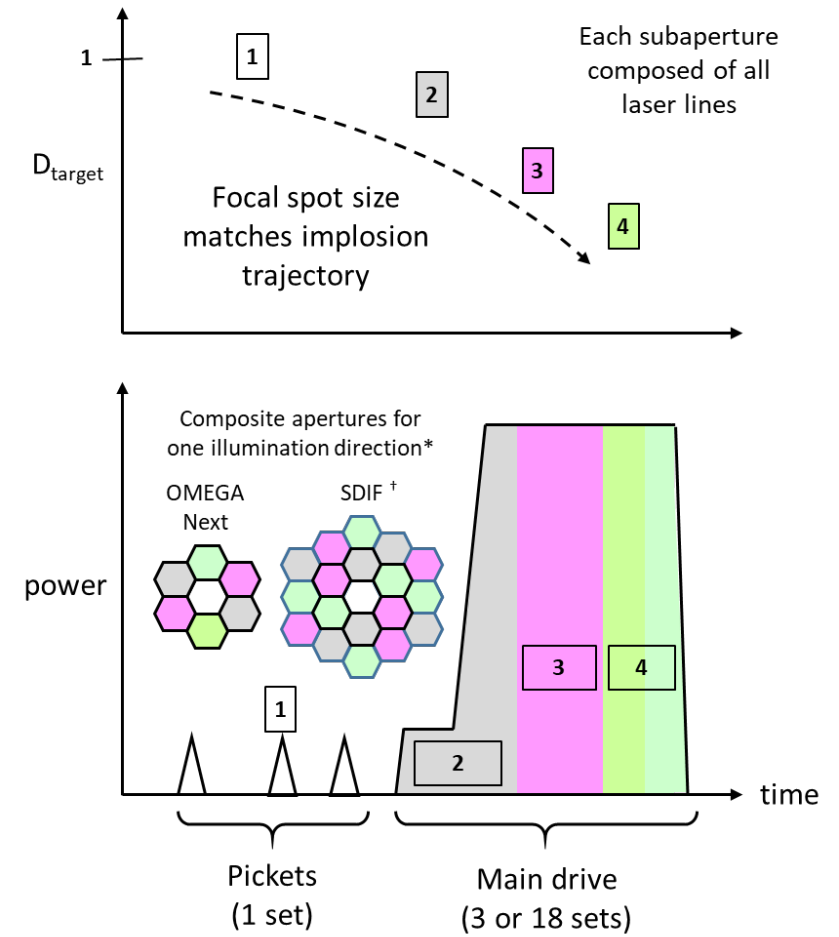 1
1
2
3
4
Each subaperture
composed of all
laser lines
D target
Focal spot size
matches implosion
trajectory
Composite apertures for
one illumination direction*
OMEGA
Next
SDIF †
power
1
2
3
4
time
Pickets
(1 set)
Main drive
(3 or 18 sets)